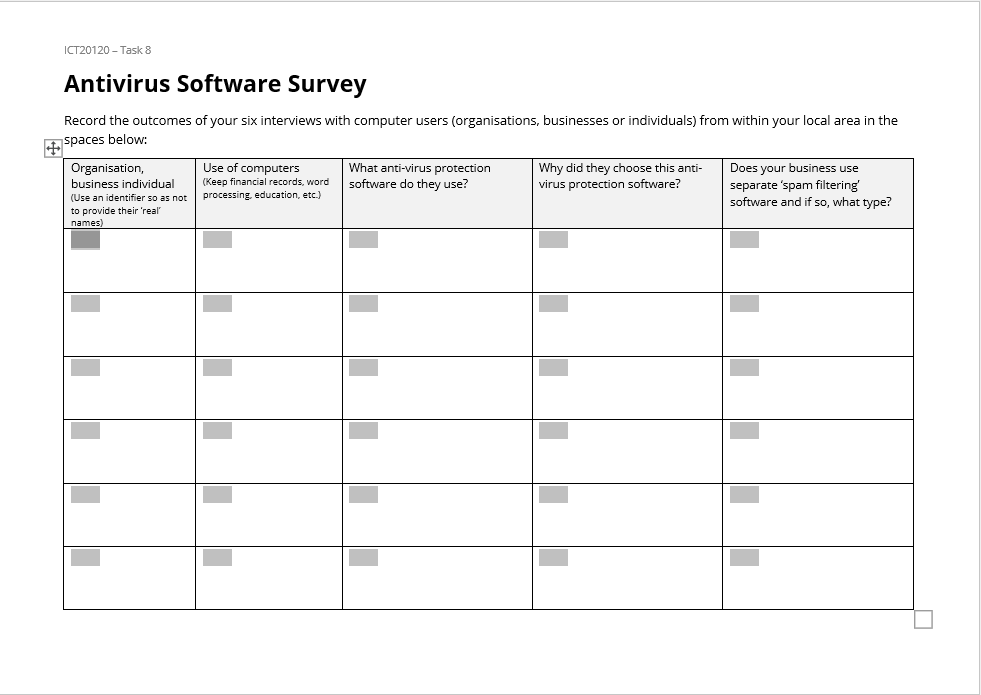 ICT20120 – Task 8
Antivirus Software Survey
Record the outcomes of your six interviews with computer users (organisations, businesses or individuals) from within your local area in the
spaces below:
Organisation,
business individual
(Use an identifier so as not
to provide their ‘real’
names)
Use of computers
(Keep financial records, word
processing, education, etc.)
What anti-virus protection
software do they use?
Why did they choose this anti-
virus protection software?
Does your business use
separate ‘spam filtering’
software and if so, what type?